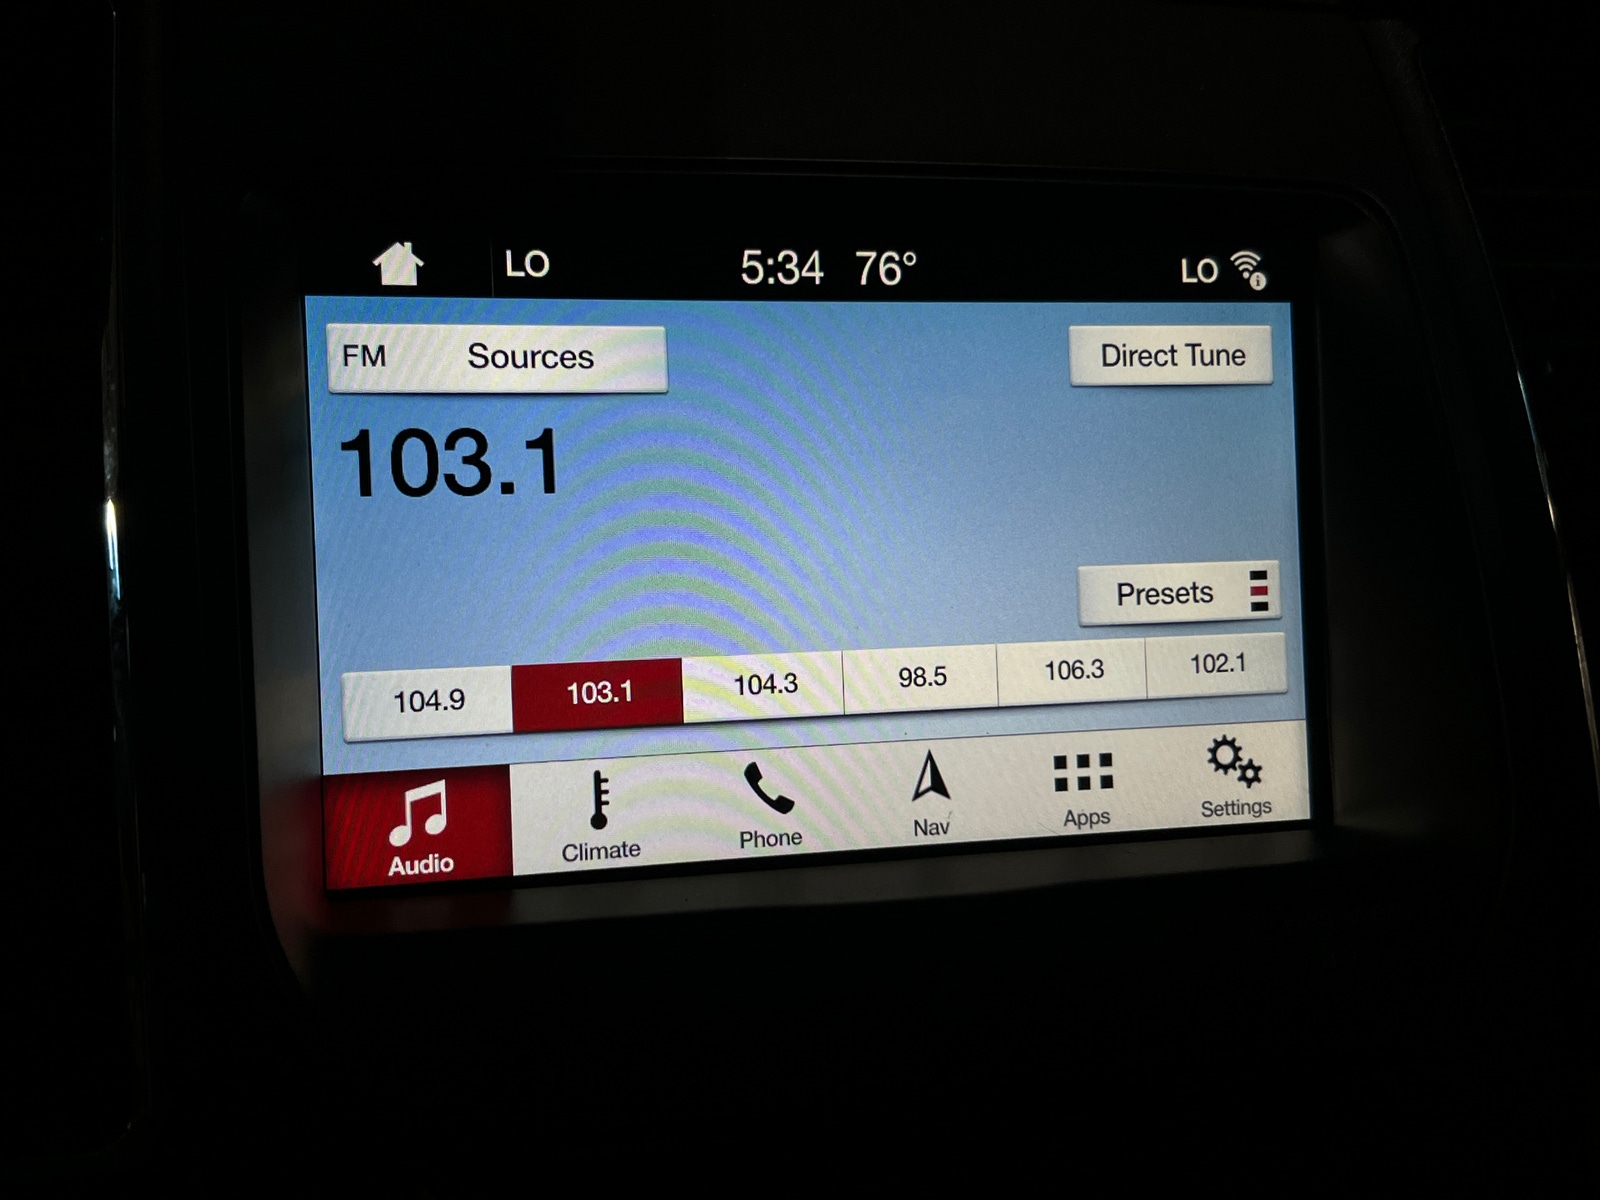 LO 5:34 76° LO
FM Sources Direct Tune
103.1
Presets
104.9 103.1 104.3 98.5 106.3 102.1
Audio Climate Phone Nav Apps Settings